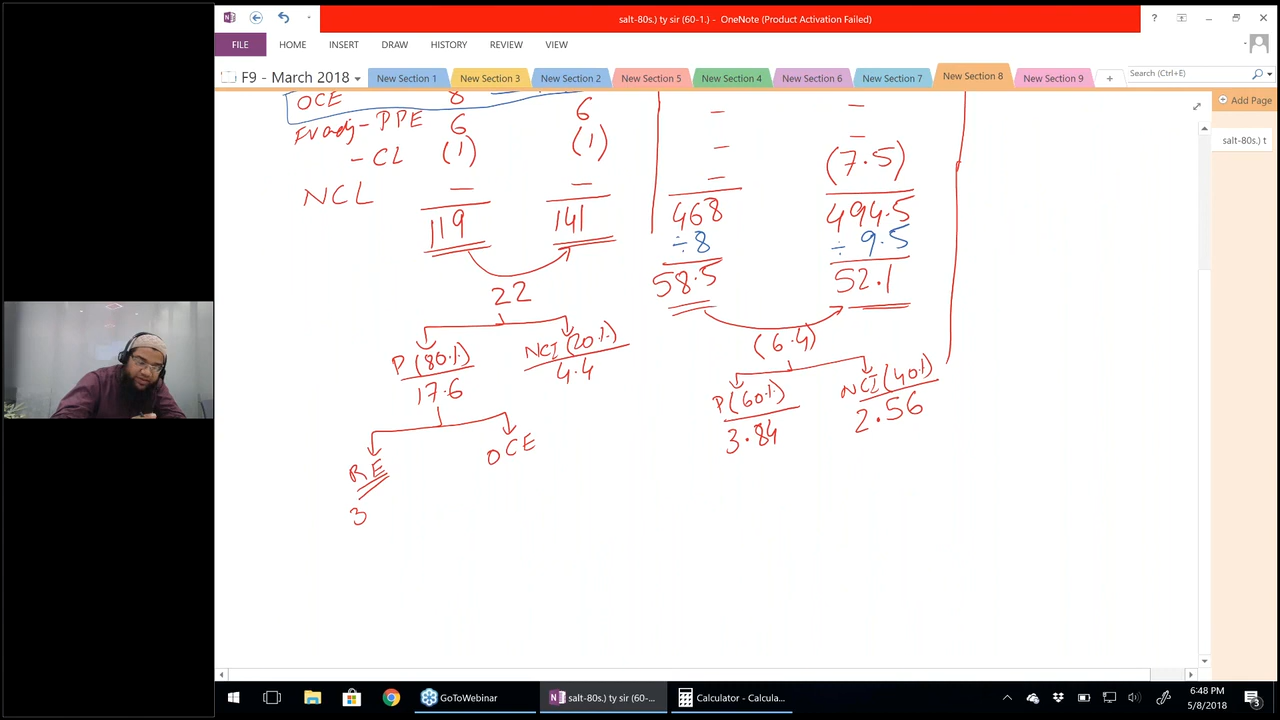 salt-80s.) ty sir (60-1.) - OneNote (Product Activation Failed)
FILE HOME INSERT DRAW HISTORY REVIEW VIEW
F9 - March 2018
New Section 1 New Section 3 New Section 2 New Section 5 New Section 4 New Section 6 New Section 7 New Section 8 New Section 9
Search (Ctrl+E)
Add Page
salt-80s.) t
OCE 8
FV adj - PPE 6 6 - -
- CL (1) (1) - -
NCL - - - (7.5)
119 141 468 494.5
÷8 ÷ 9.5
58.5 52.1
22 (6.4)
P (80%) NCI (20%) P (60%) NCI (40%)
17.6 4.4 3.84 2.56
RE OCE
3
GoToWebinar salt-80s.) ty sir (60-... Calculator - Calcula...
6:48 PM
5/8/2018
3